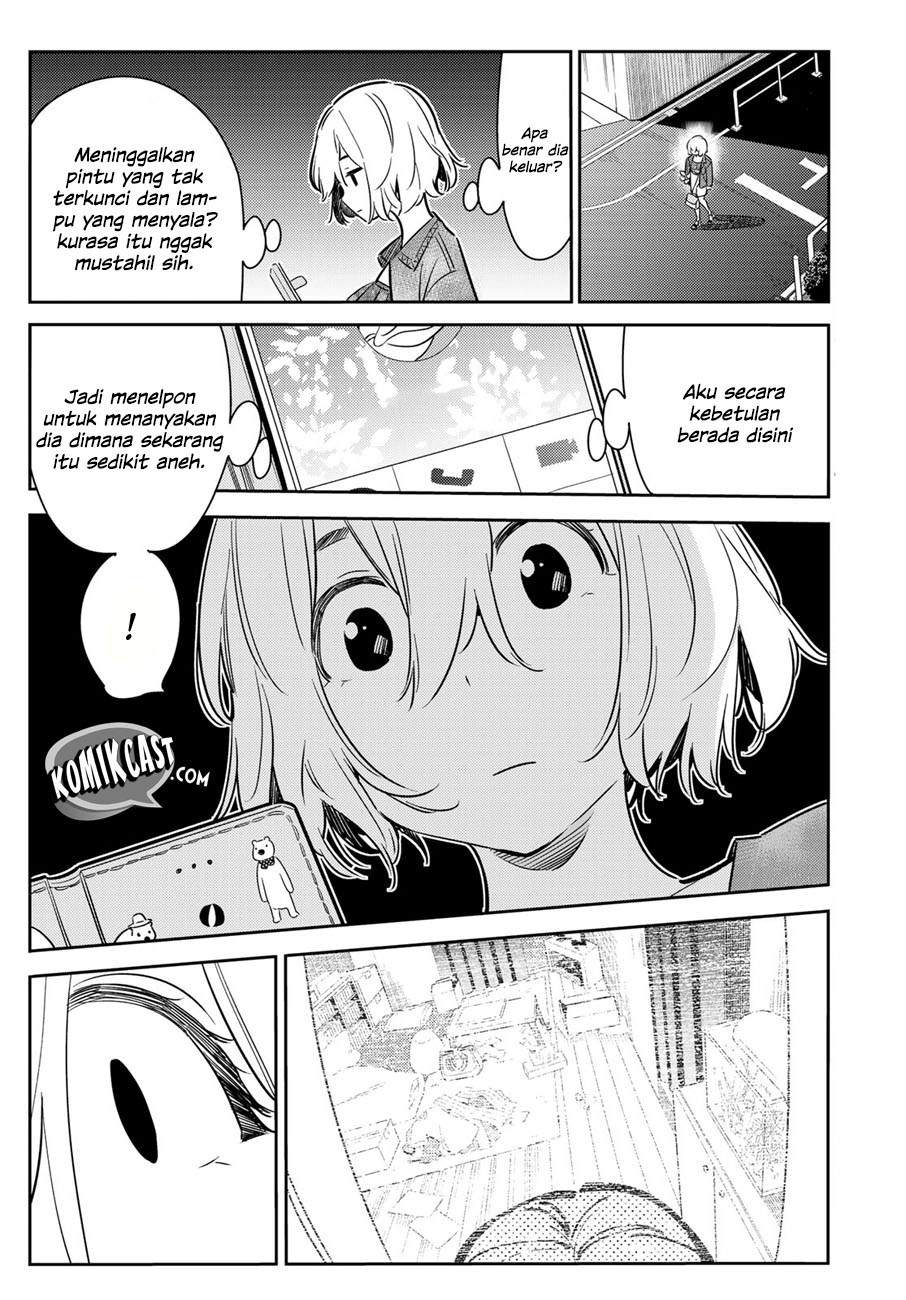 Apa
benar dia
keluar?
Meninggalkan
pintu yang tak
terkunci dan lam-
pu yang menyala?
kurasa itu nggak
mustahil sih.
Aku secara
kebetulan
berada disini
Jadi menelpon
untuk menanyakan
dia dimana sekarang
itu sedikit aneh.
!
KOMIKCAST
.COM